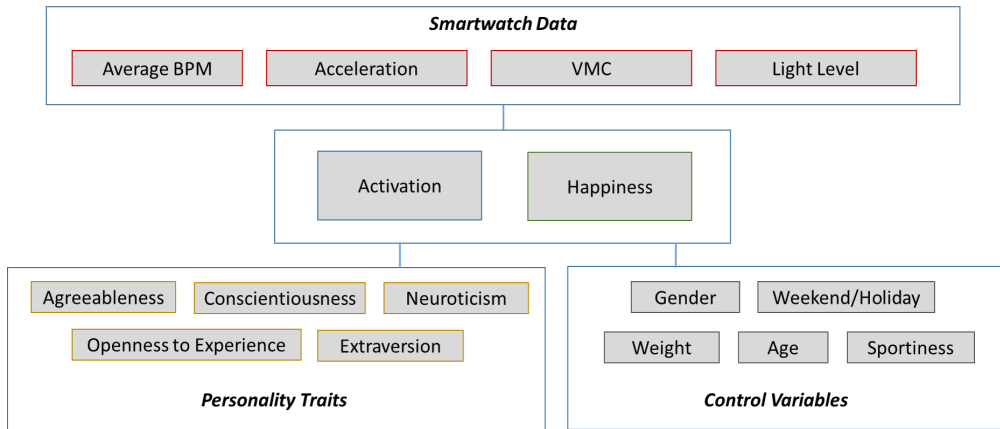 Smartwatch Data
Average BPM
Acceleration
VMC
Light Level
Activation
Happiness
Agreeableness
Conscientiousness
Neuroticism
Openness to Experience
Extraversion
Personality Traits
Gender
Weekend/Holiday
Weight
Age
Sportiness
Control Variables